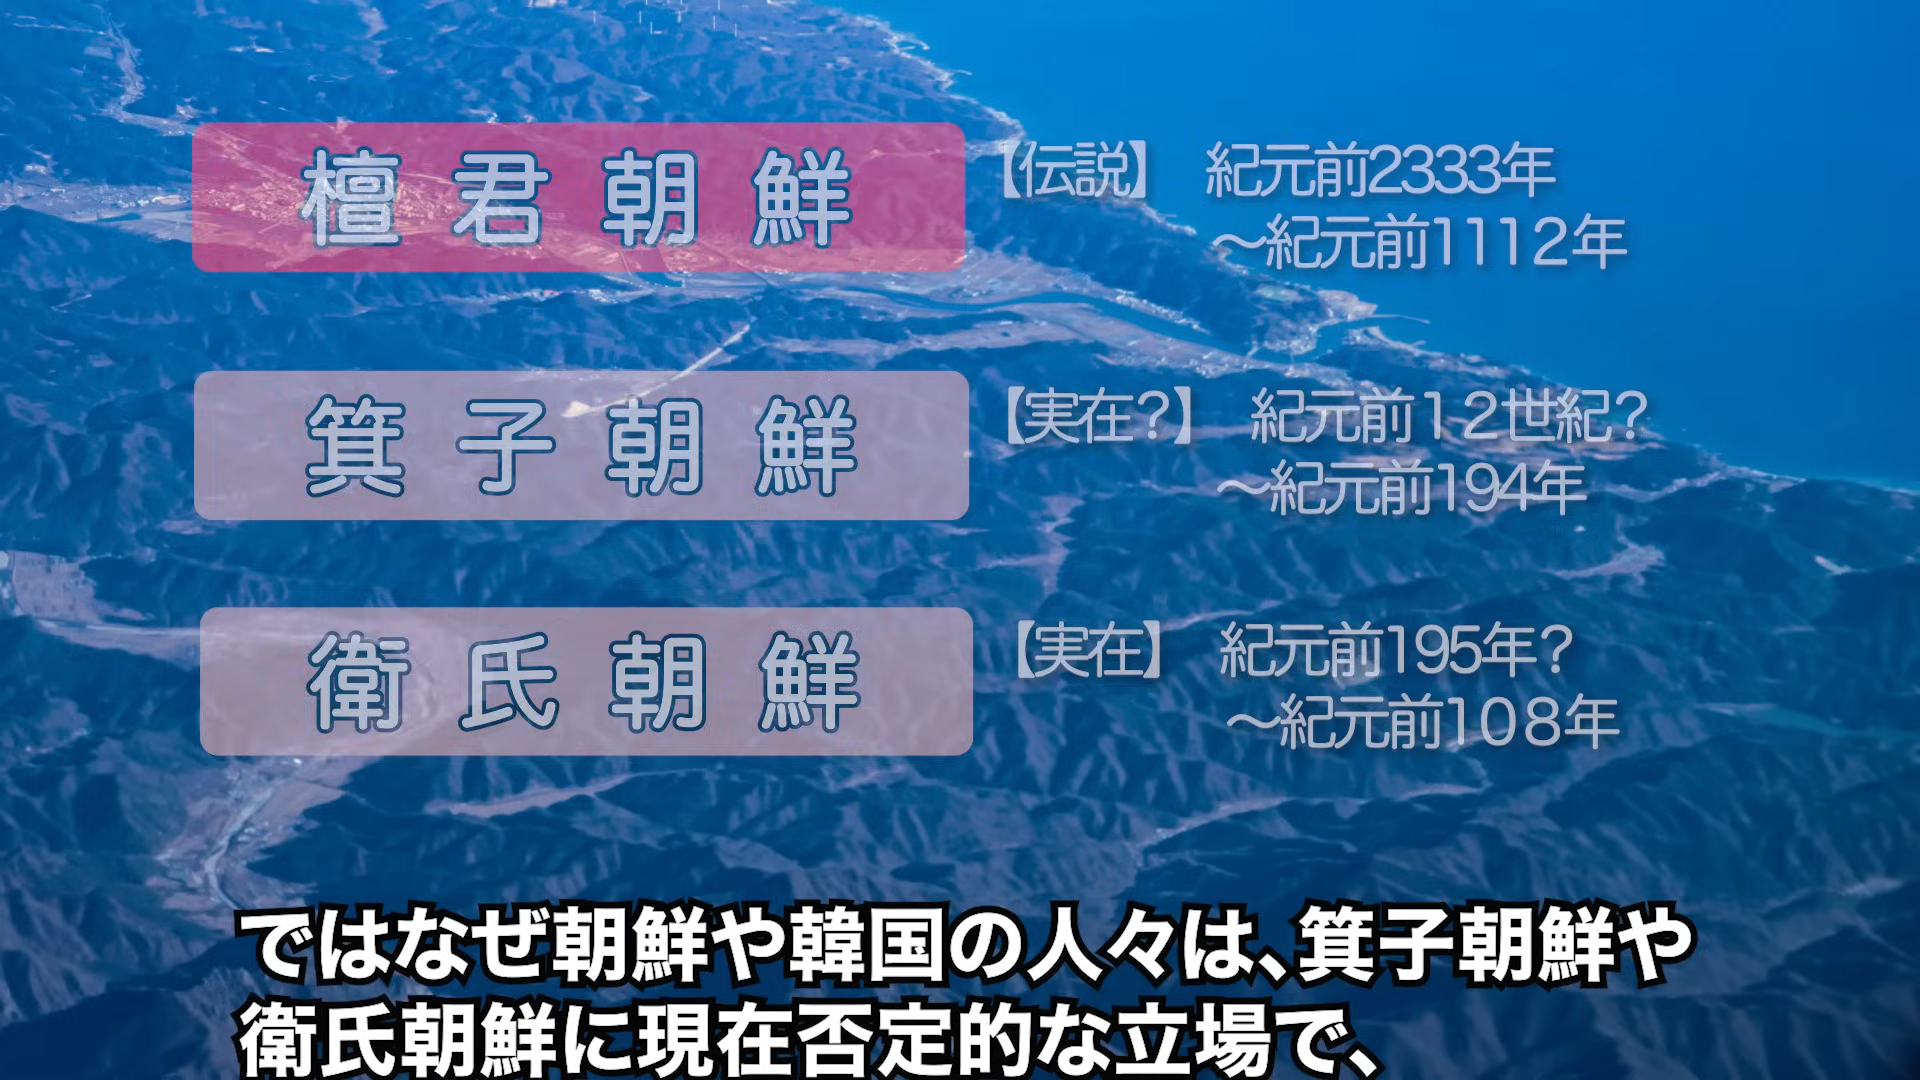 檀君朝鮮
【伝説】 紀元前2333年
～紀元前1112年
箕子朝鮮
【実在?】 紀元前12世紀?
～紀元前194年
衛氏朝鮮
【実在】 紀元前195年?
～紀元前108年
ではなぜ朝鮮や韓国の人々は、箕子朝鮮や
衛氏朝鮮に現在否定的な立場で、